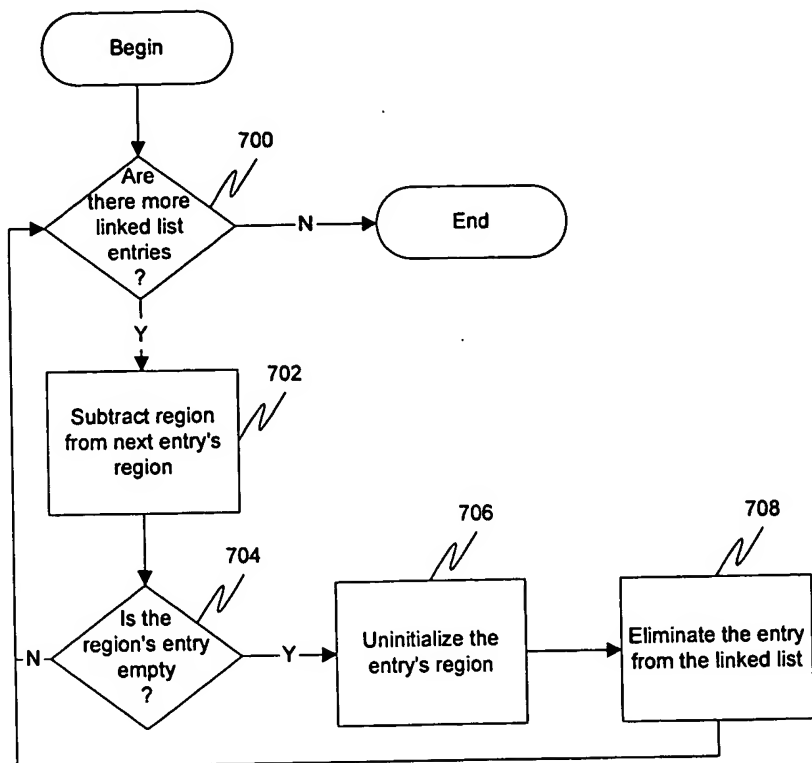 Begin
700
Are
there more
linked list
entries
?
N
End
Y
702
Subtract region
from next entry's
region
704
Is the
region's entry
empty
?
N
Y
706
Uninitialize the
entry's region
708
Eliminate the entry
from the linked list